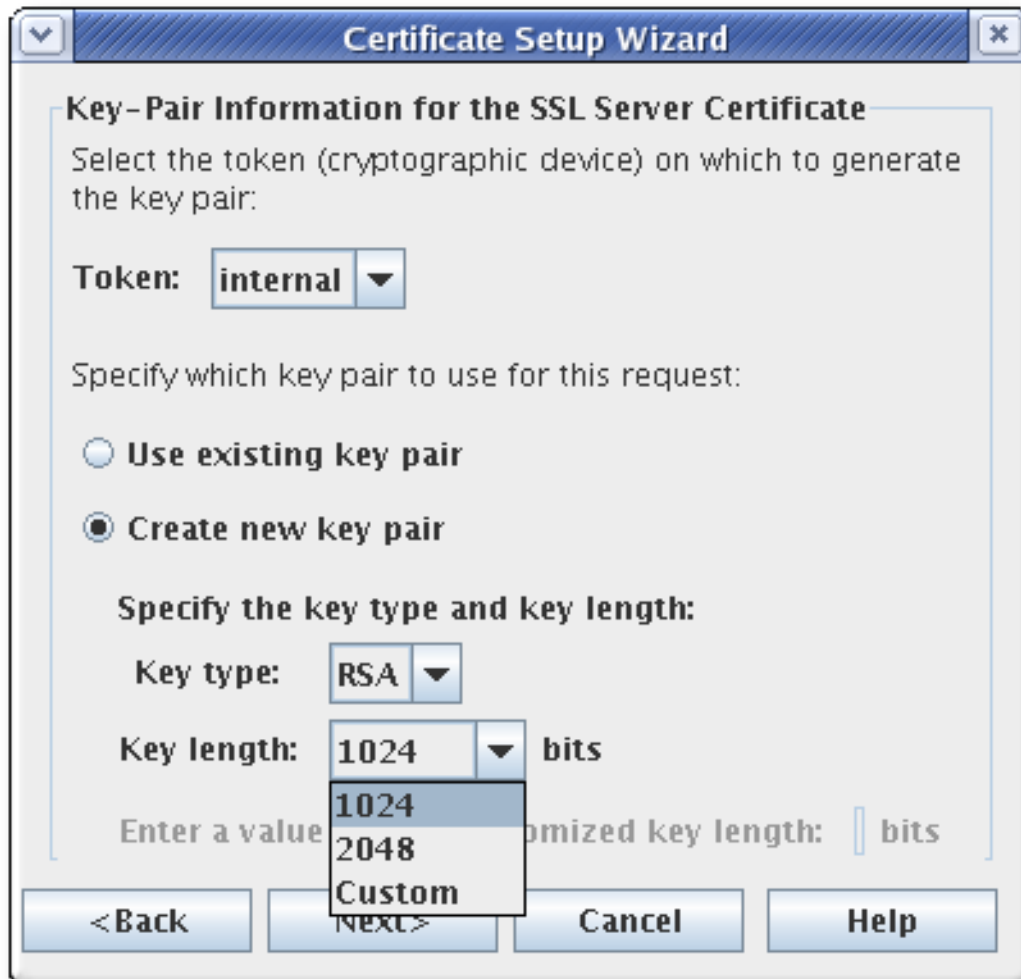 Certificate Setup Wizard
Key-Pair Information for the SSL Server Certificate
Select the token (cryptographic device) on which to generate
the key pair:
Token: internal
Specify which key pair to use for this request:
Use existing key pair
Create new key pair
Specify the key type and key length:
Key type: RSA
Key length: 1024 bits
1024
Enter a value omized key length: bits
2048
Custom
<Back Next> Cancel Help